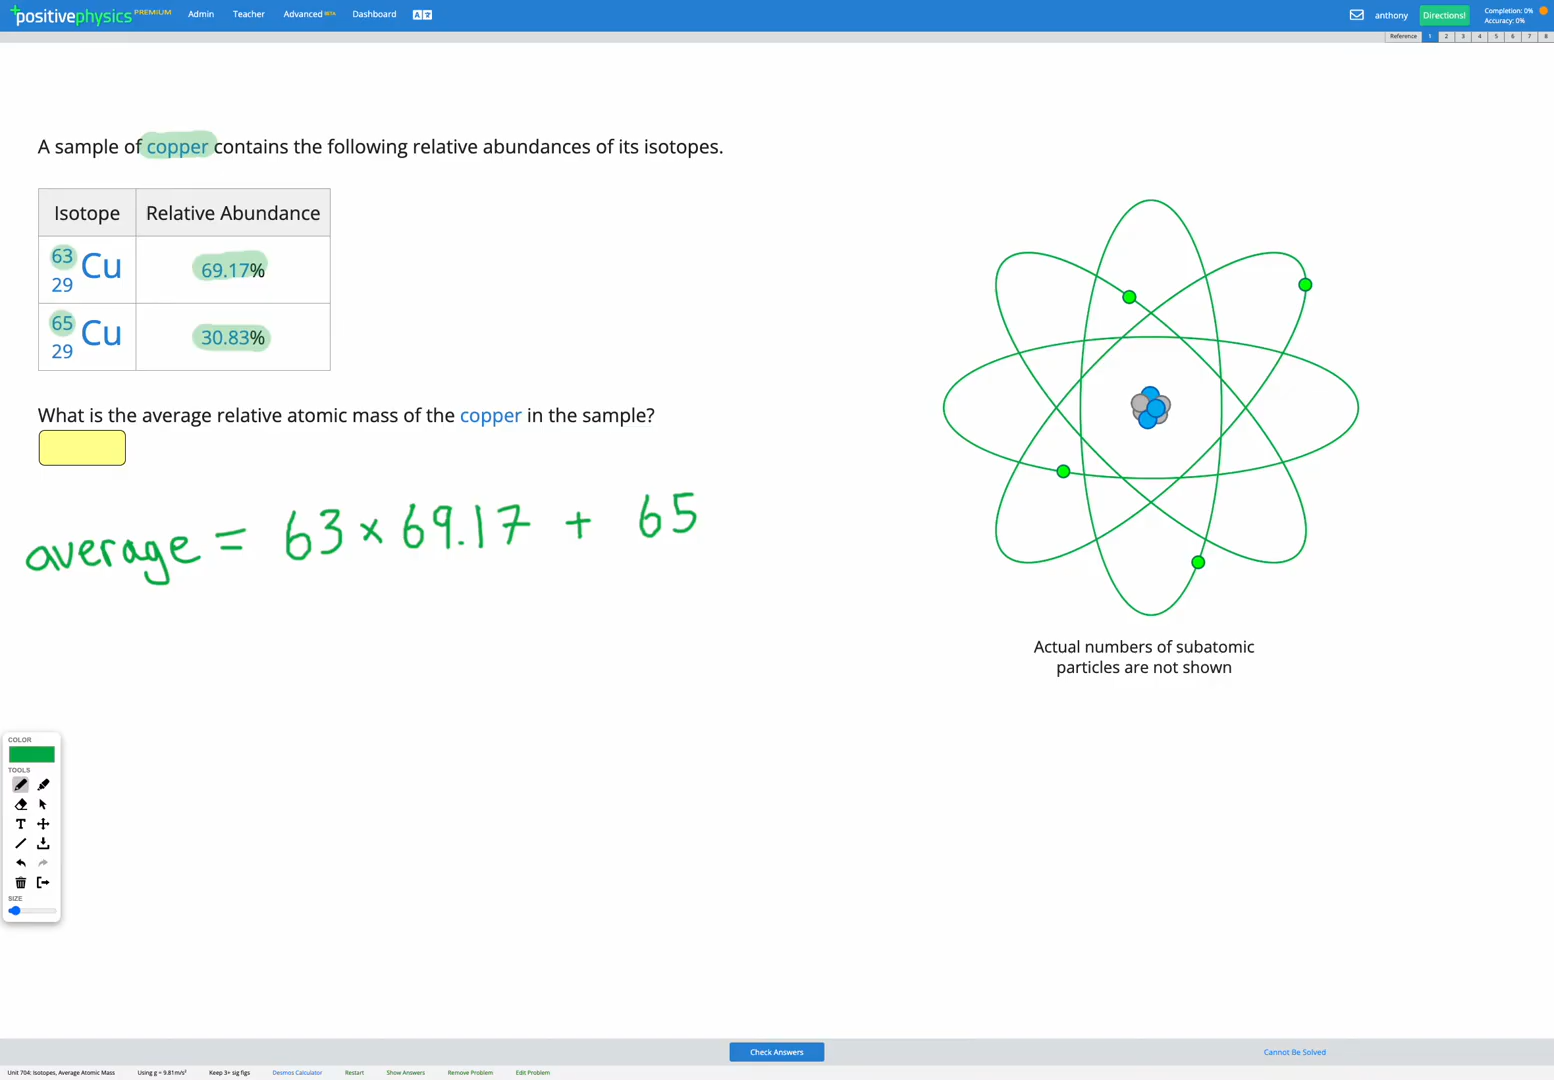 positivephysics PREMIUM Admin Teacher Advanced BETA Dashboard A anthony Directions! Completion: 0%
Accuracy: 0%
Reference 1 2 3 4 5 6 7 8
A sample of copper contains the following relative abundances of its isotopes.
Isotope Relative Abundance
63
29 Cu 69.17%
65
29 Cu 30.83%
What is the average relative atomic mass of the copper in the sample?
average = 63 x 69.17 + 65
Actual numbers of subatomic
particles are not shown
COLOR
TOOLS
T
SIZE
Check Answers Cannot Be Solved
Unit 704: Isotopes, Average Atomic Mass Using g = 9.81m/s² Keep 3+ sig figs Desmos Calculator Restart Show Answers Remove Problem Edit Problem